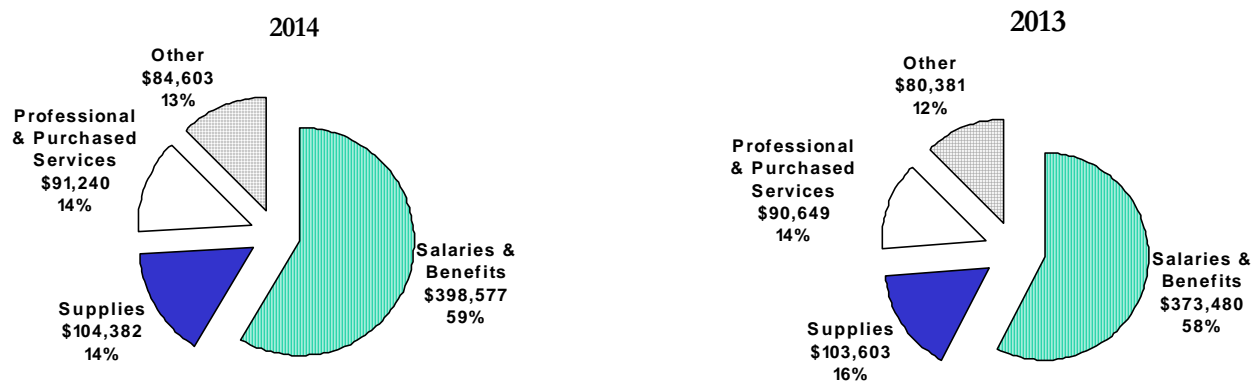 2014
Other
$84,603
13%
Professional
& Purchased
Services
$91,240
14%
Supplies
$104,382
14%
Salaries &
Benefits
$398,577
59%
2013
Other
$80,381
12%
Professional
& Purchased
Services
$90,649
14%
Supplies
$103,603
16%
Salaries &
Benefits
$373,480
58%